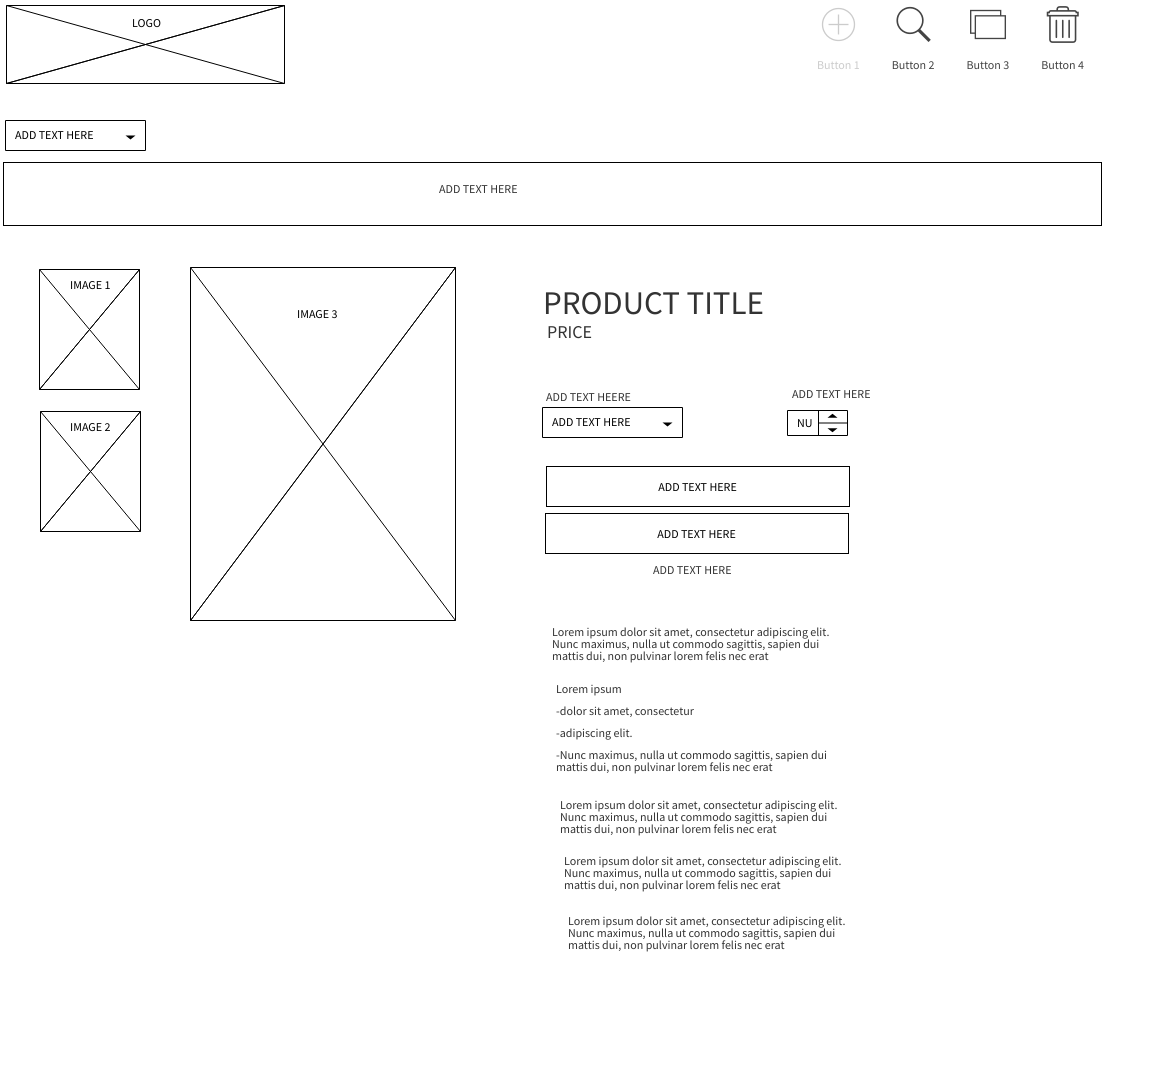 LOGO
Button 1
Button 2
Button 3
Button 4
ADD TEXT HERE
ADD TEXT HERE
IMAGE 1
IMAGE 2
IMAGE 3
PRODUCT TITLE
PRICE
ADD TEXT HEERE
ADD TEXT HERE
ADD TEXT HERE
NU
ADD TEXT HERE
ADD TEXT HERE
ADD TEXT HERE
Lorem ipsum dolor sit amet, consectetur adipiscing elit.
Nunc maximus, nulla ut commodo sagittis, sapien dui
mattis dui, non pulvinar lorem felis nec erat
Lorem ipsum
-dolor sit amet, consectetur
-adipiscing elit.
-Nunc maximus, nulla ut commodo sagittis, sapien dui
mattis dui, non pulvinar lorem felis nec erat
Lorem ipsum dolor sit amet, consectetur adipiscing elit.
Nunc maximus, nulla ut commodo sagittis, sapien dui
mattis dui, non pulvinar lorem felis nec erat
Lorem ipsum dolor sit amet, consectetur adipiscing elit.
Nunc maximus, nulla ut commodo sagittis, sapien dui
mattis dui, non pulvinar lorem felis nec erat
Lorem ipsum dolor sit amet, consectetur adipiscing elit.
Nunc maximus, nulla ut commodo sagittis, sapien dui
mattis dui, non pulvinar lorem felis nec erat